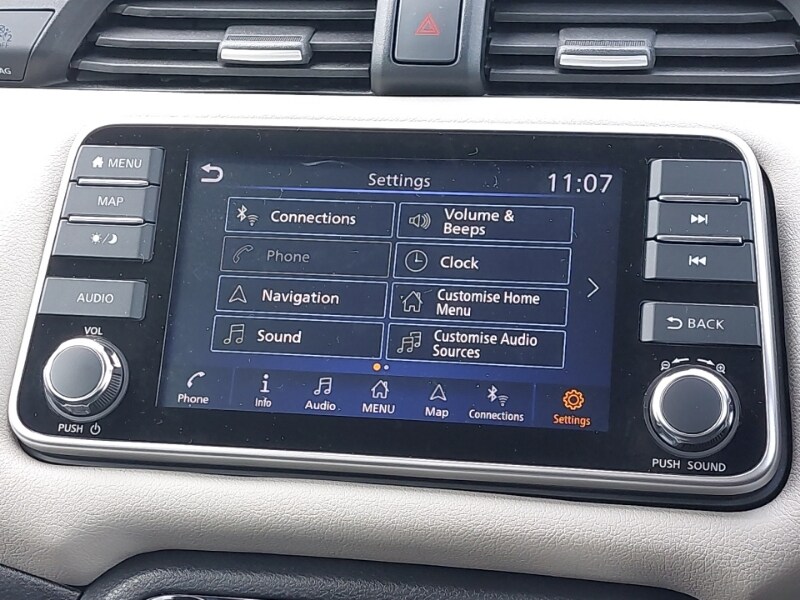 AG
MENU
MAP
AUDIO
VOL
PUSH
Settings
11:07
Connections
Volume &
Beeps
Phone
Clock
Navigation
Customise Home
Menu
Sound
Customise Audio
Sources
Phone
Info
Audio
MENU
Map
Connections
Settings
BACK
PUSH SOUND